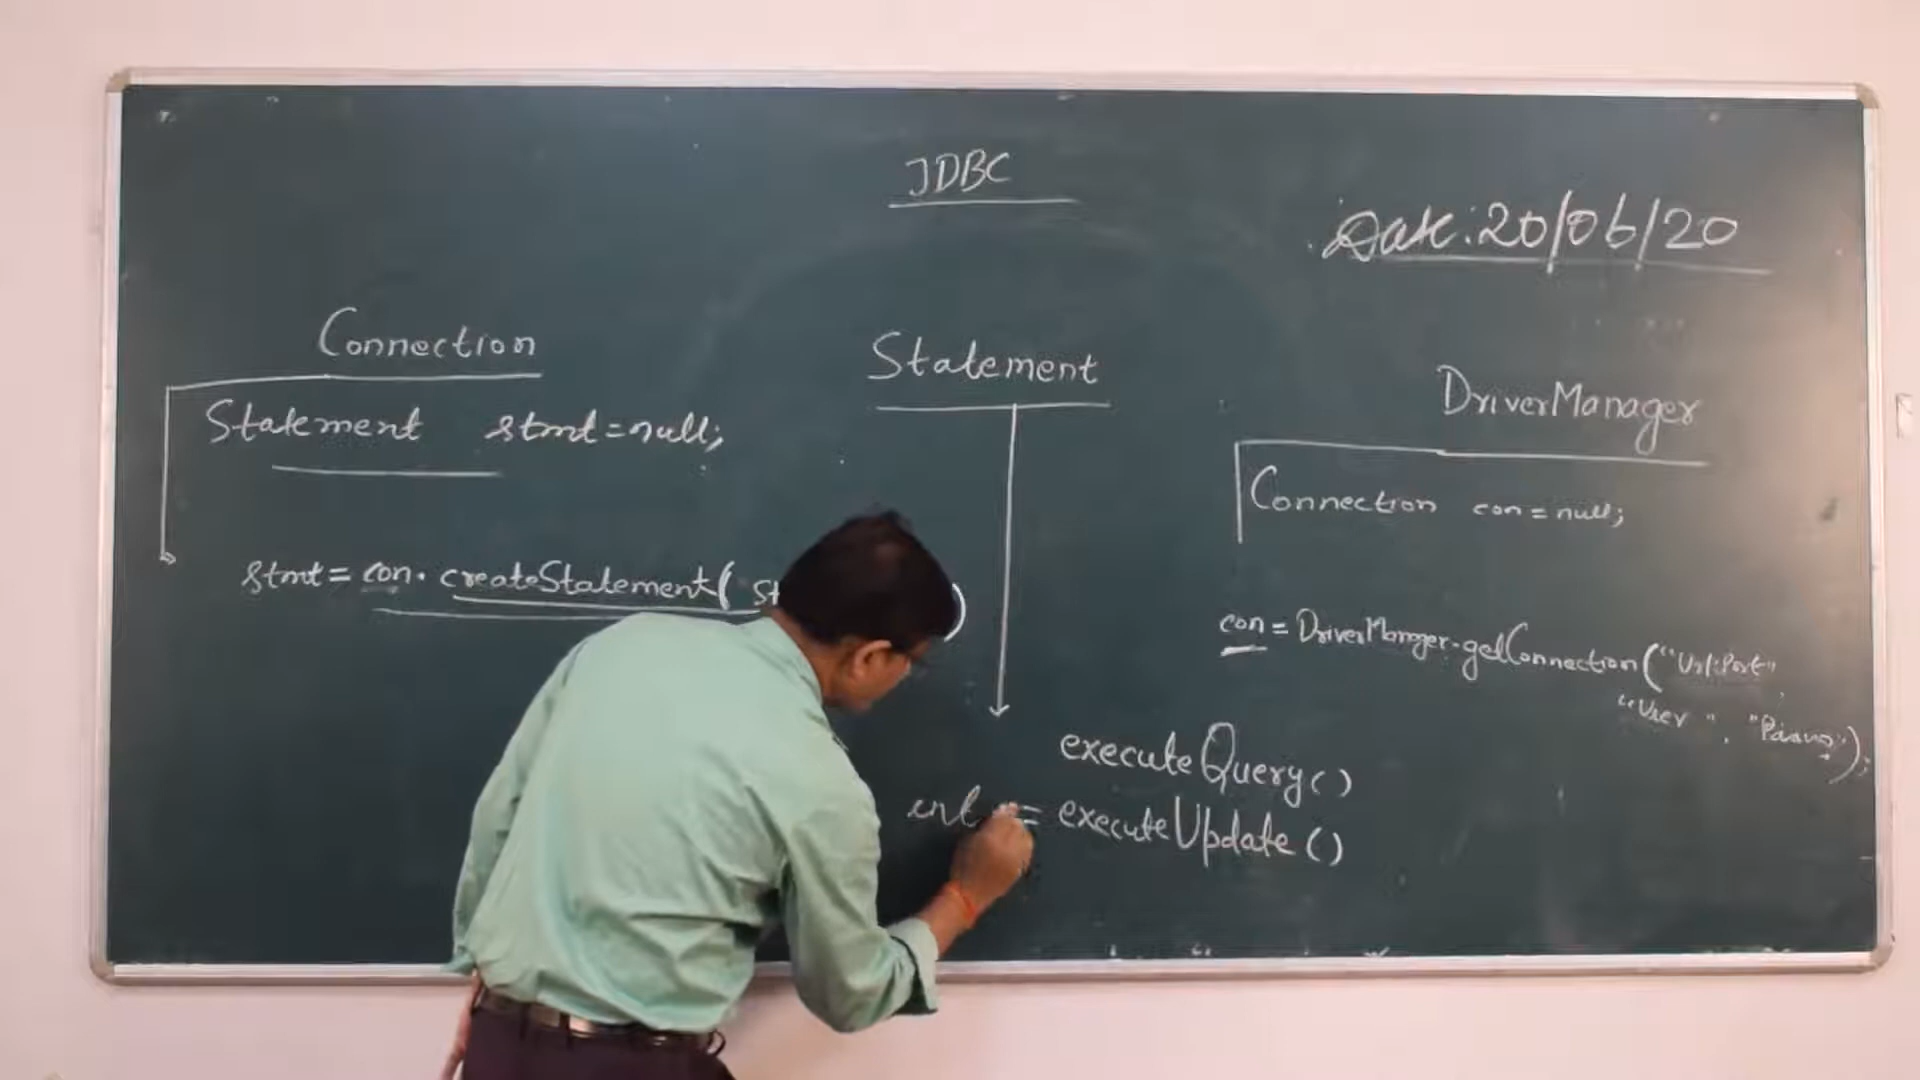 JDBC
Date: 20/06/20
Connection
Statement stmt=null;
stmt = con. createStatement( st )
Statement
executeQuery()
int = executeUpdate()
DriverManager
Connection con=null;
con = DriverManager.getConnection("Url:Port",
"User",